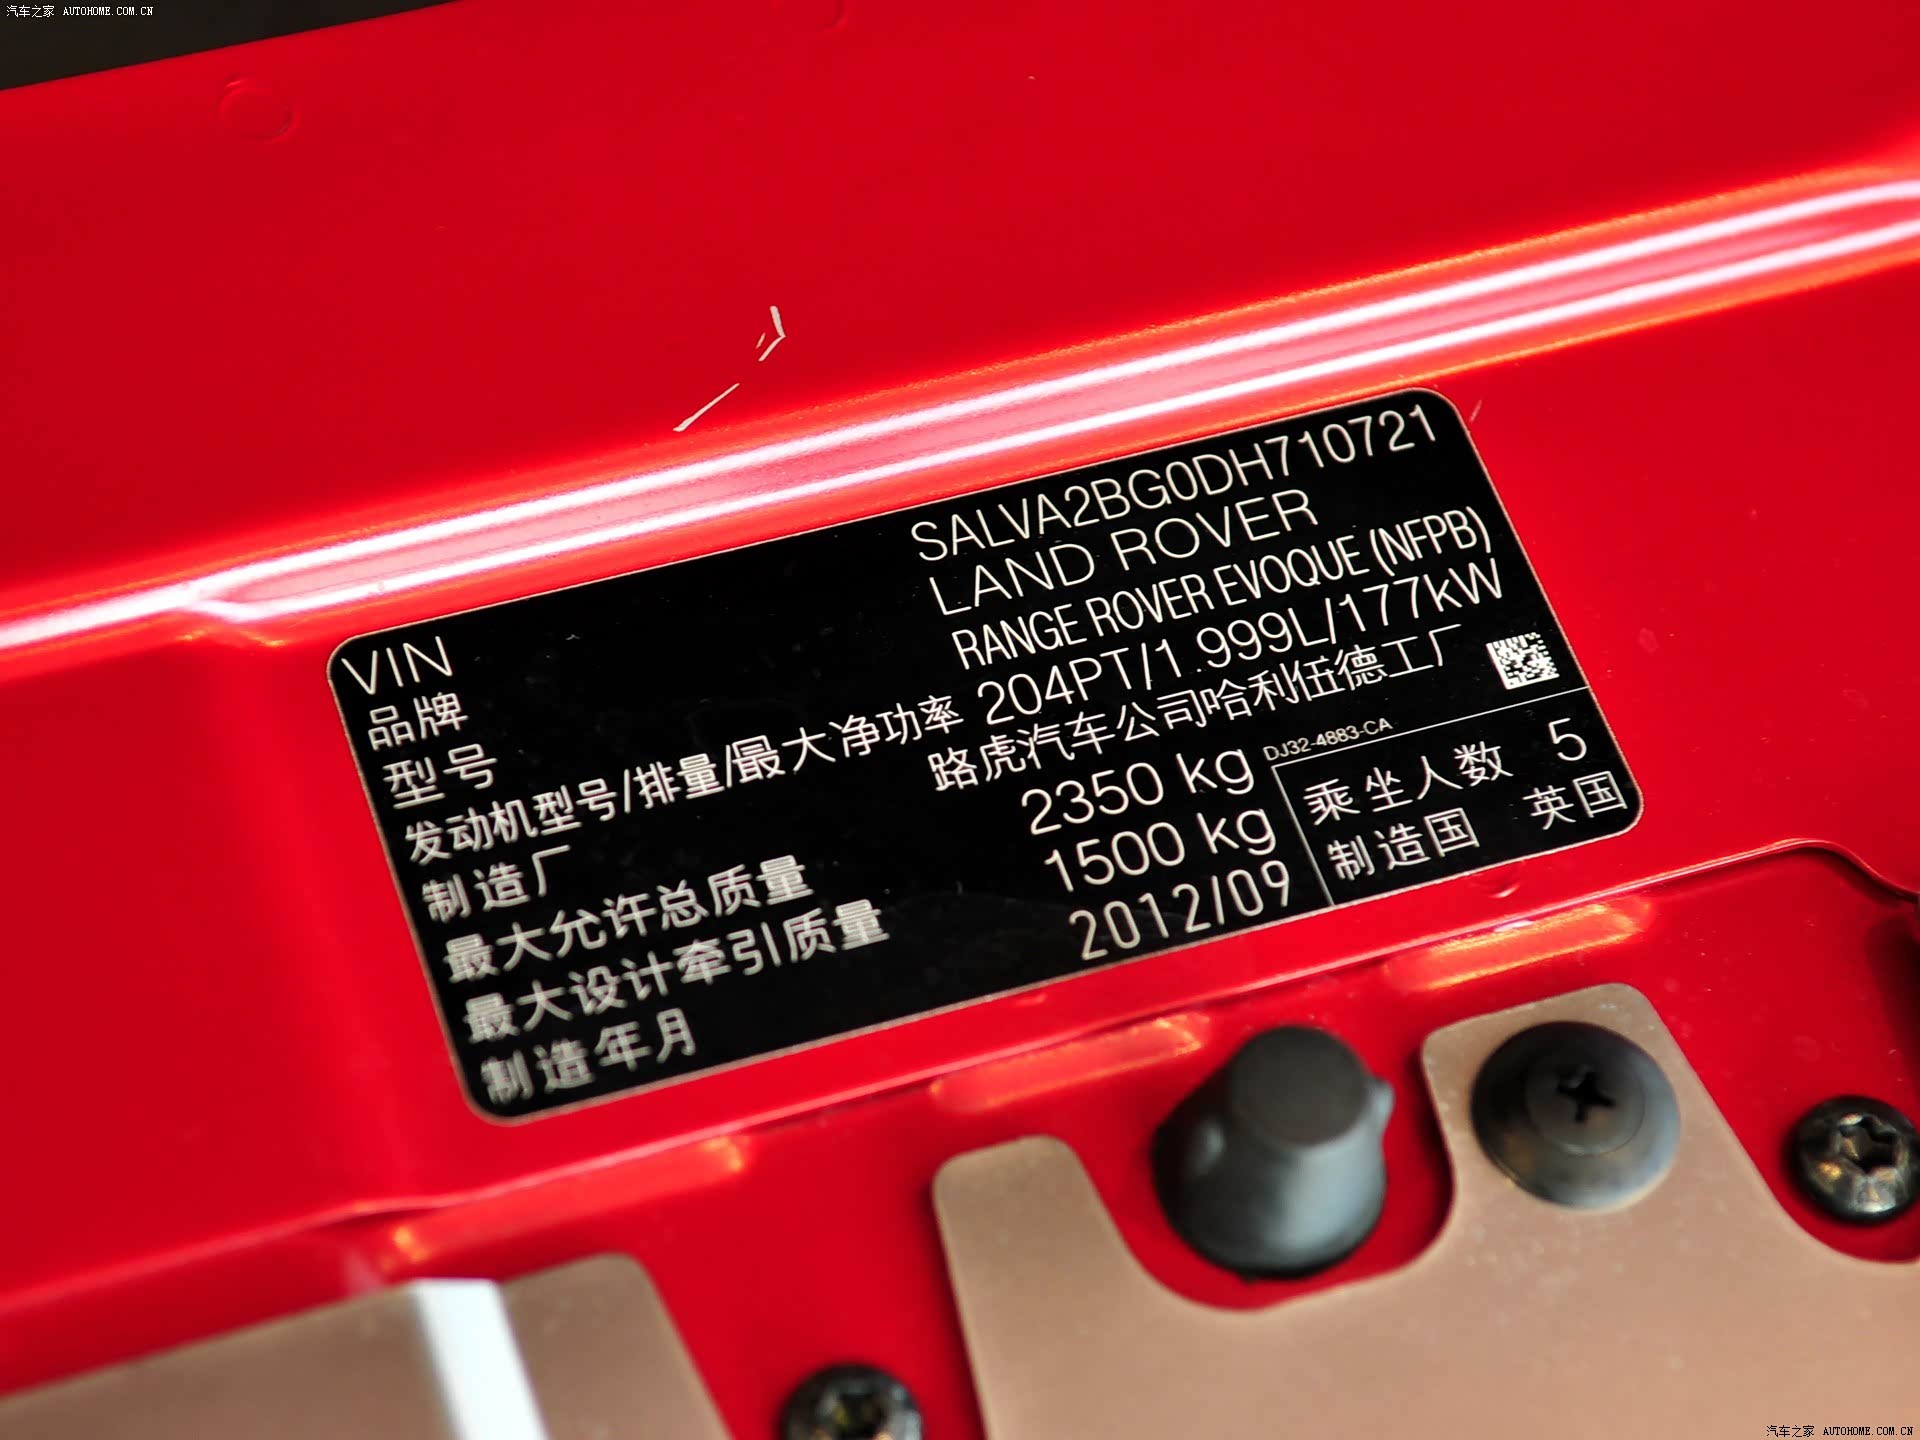 汽车之家 AUTOHOME.COM.CN
VIN SALVA2BG0DH710721
品牌 LAND ROVER
型号 RANGE ROVER EVOQUE (NFPB)
发动机型号/排量/最大净功率 204PT/1.999L/177kW
制造厂 路虎汽车公司哈利伍德工厂
DJ32-4883-CA
最大允许总质量 2350 kg
最大设计牵引质量 1500 kg
制造年月 2012/09
乘坐人数 5
制造国 英国
汽车之家 AUTOHOME.COM.CN